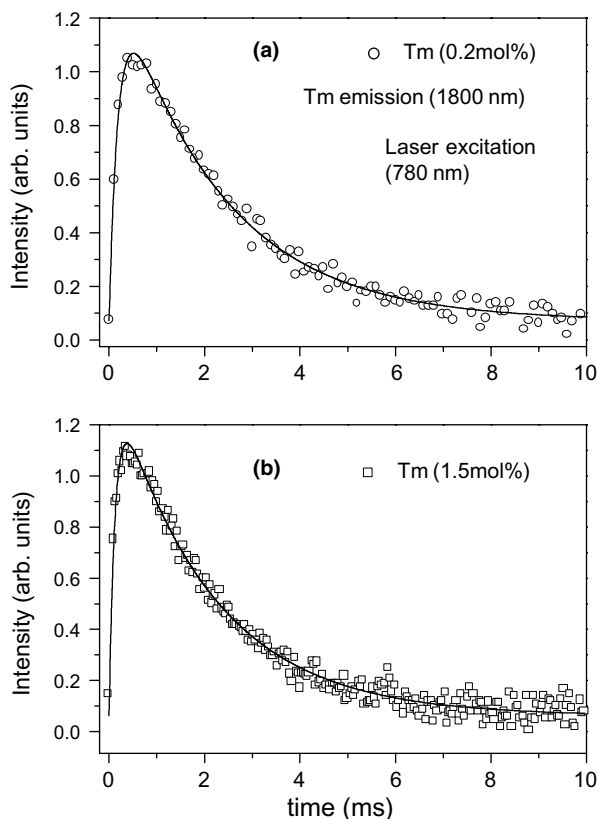 (a)
Tm (0.2mol%)
Tm emission (1800 nm)
Laser excitation
(780 nm)
Intensity (arb. units)
1.2
1.0
0.8
0.6
0.4
0.2
0.0
0 2 4 6 8 10
(b)
Tm (1.5mol%)
Intensity (arb. units)
1.2
1.0
0.8
0.6
0.4
0.2
0.0
0 2 4 6 8 10
time (ms)